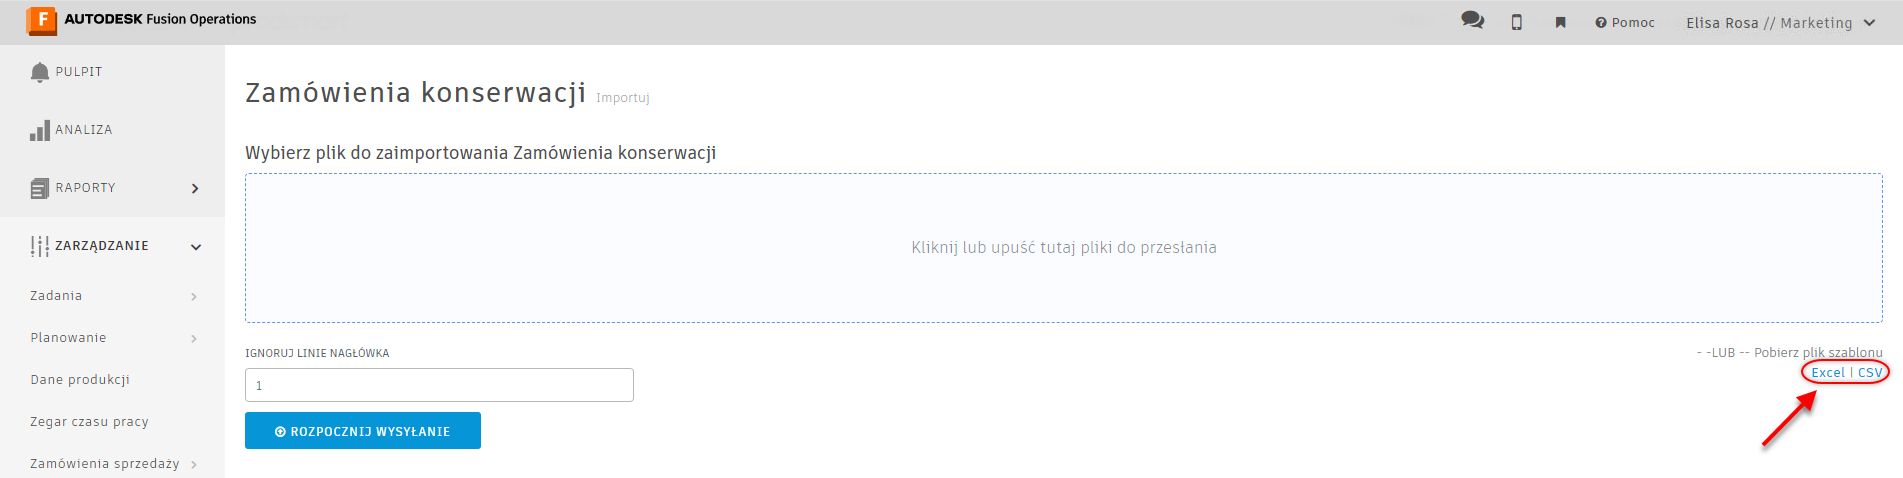 AUTODESK Fusion Operations
Pomoc
Elisa Rosa // Marketing
PULPIT
ANALIZA
RAPORTY
ZARZĄDZANIE
Zadania
Planowanie
Dane produkcji
Zegar czasu pracy
Zamówienia sprzedaży
Zamówienia konserwacji Importuj
Wybierz plik do zaimportowania Zamówienia konserwacji
Kliknij lub upuść tutaj pliki do przesłania
IGNORUJ LINIE NAGŁÓWKA
- -LUB -- Pobierz plik szablonu
1
Excel | CSV
ROZPOCZNIJ WYSYŁANIE